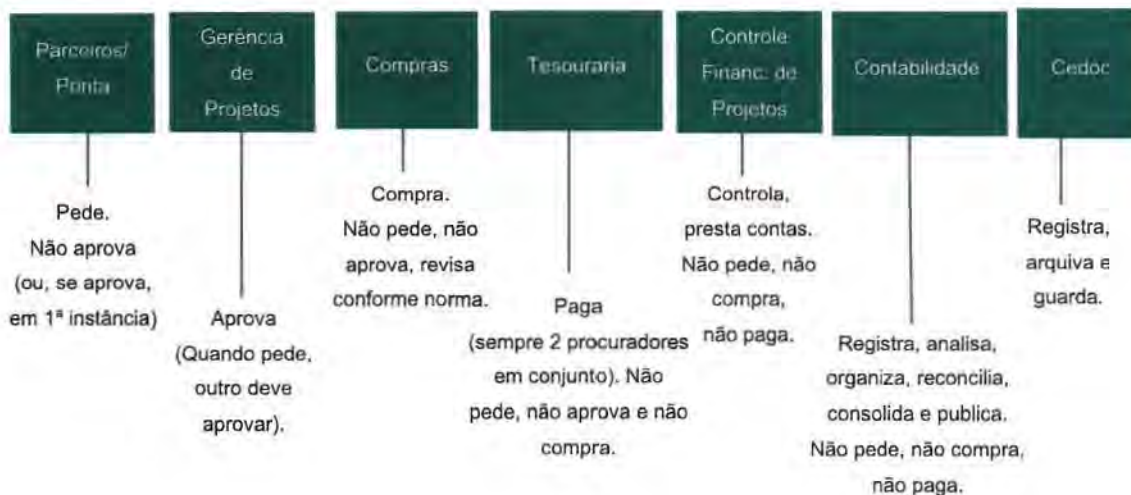 Parceiros/
Ponta
Gerência
de
Projetos
Compras
Tesouraria
Controle
Financ. de
Projetos
Contabilidade
Cedoc
Pede.
Não aprova
(ou, se aprova,
em 1ª instância)
Aprova
(Quando pede,
outro deve
aprovar).
Compra.
Não pede, não
aprova, revisa
conforme norma.
Paga
(sempre 2 procuradores
em conjunto). Não
pede, não aprova e não
compra.
Controla,
presta contas.
Não pede, não
compra,
não paga.
Registra, analisa,
organiza, reconcilia,
consolida e publica.
Não pede, não compra,
não paga.
Registra,
arquiva e
guarda.